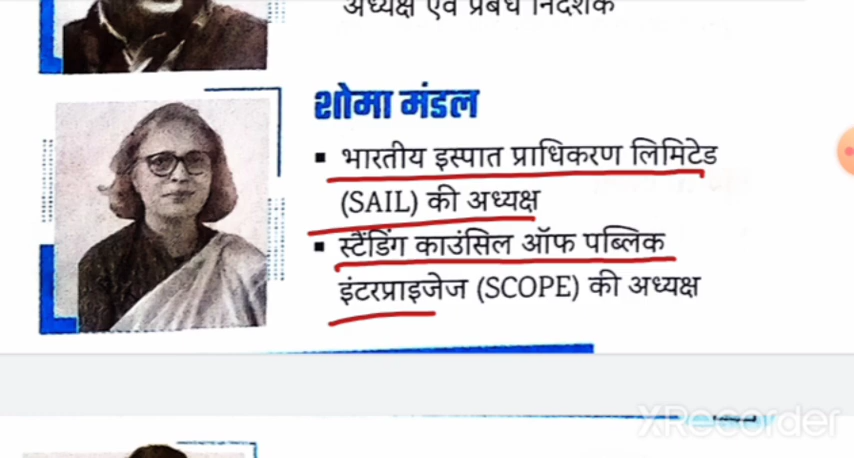 अध्यक्ष एवं प्रबंध निदेशक
शोमा मंडल
▪ भारतीय इस्पात प्राधिकरण लिमिटेड
(SAIL) की अध्यक्ष
▪ स्टैंडिंग काउंसिल ऑफ पब्लिक
इंटरप्राइजेज (SCOPE) की अध्यक्ष
XRecorder